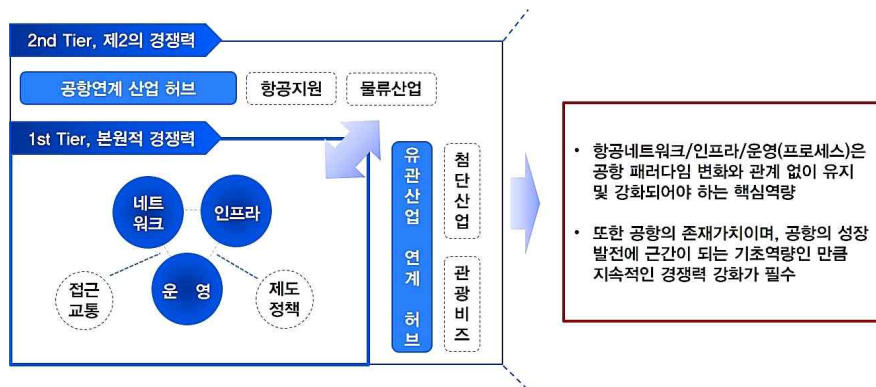 2nd Tier, 제2의 경쟁력
공항연계 산업 허브
항공지원
물류산업
1st Tier, 본원적 경쟁력
네트
워크
인프라
운 영
접근
교통
제도
정책
유관산업 연계 허브
첨단산업
관광비즈
• 항공네트워크/인프라/운영(프로세스)은
공항 패러다임 변화와 관계 없이 유지
및 강화되어야 하는 핵심역량
• 또한 공항의 존재가치이며, 공항의 성장
발전에 근간이 되는 기초역량인 만큼
지속적인 경쟁력 강화가 필수